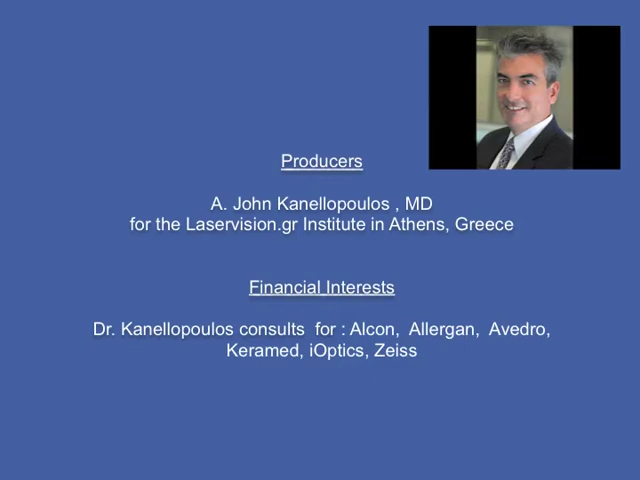 Producers
A. John Kanellopoulos , MD
for the Laservision.gr Institute in Athens, Greece
Financial Interests
Dr. Kanellopoulos consults  for : Alcon,  Allergan,  Avedro,
Keramed, iOptics, Zeiss